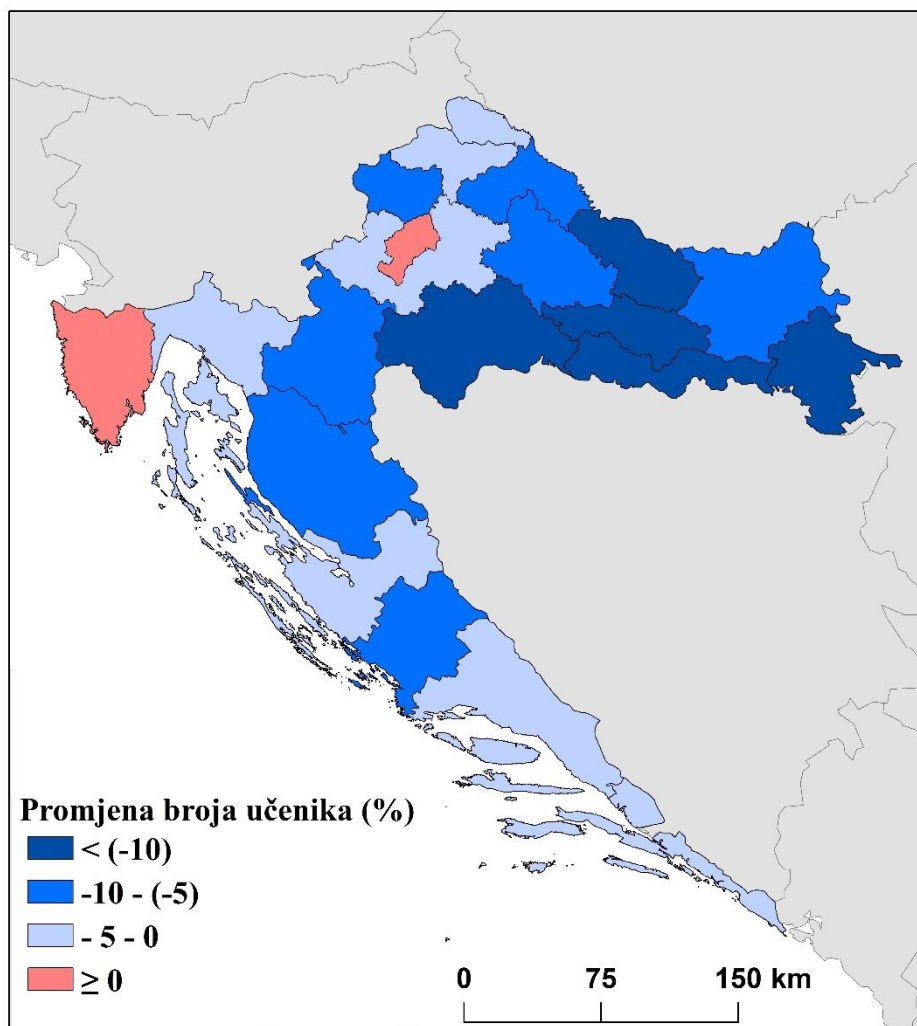 Promjena broja učenika (%)
< (-10)
-10 - (-5)
- 5 - 0
≥ 0
0 75 150 km